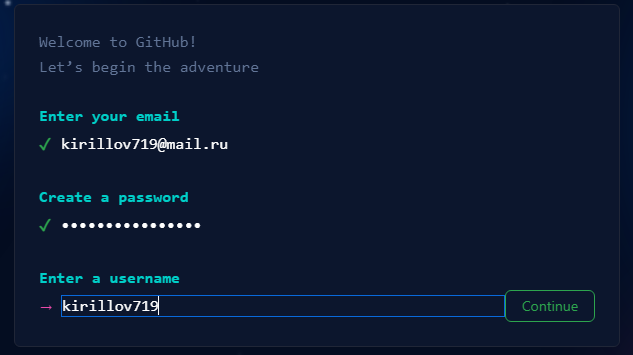 Welcome to GitHub!
Let’s begin the adventure
Enter your email
✓ kirillov719@mail.ru
Create a password
✓ ••••••••••••••••
Enter a username
→ kirillov719
Continue